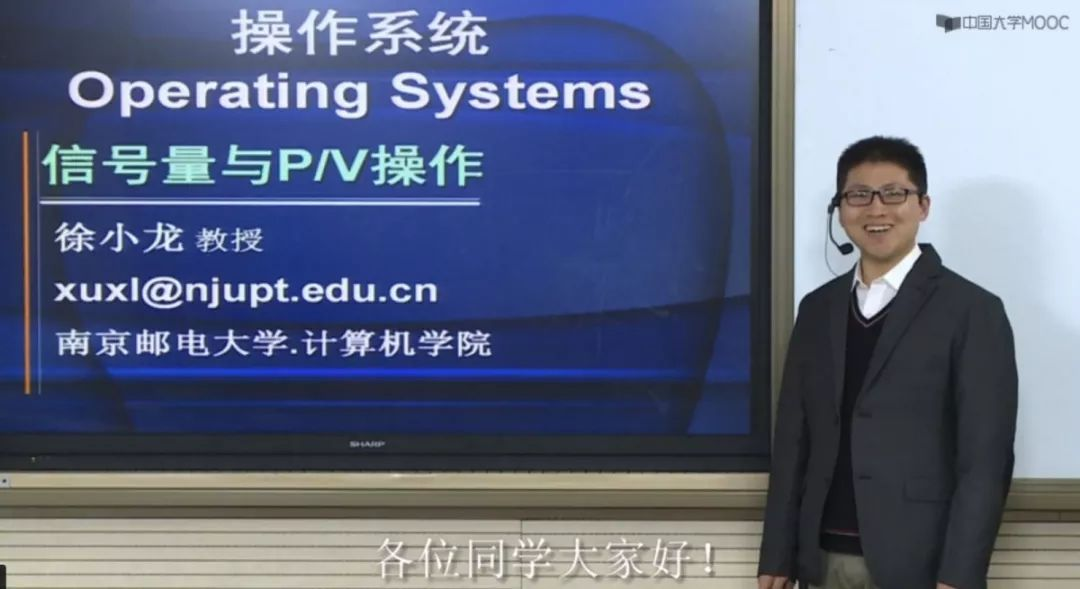 中国大学MOOC
操作系统
Operating Systems
信号量与P/V操作
徐小龙 教授
xuxl@njupt.edu.cn
南京邮电大学.计算机学院
SHARP
各位同学大家好！